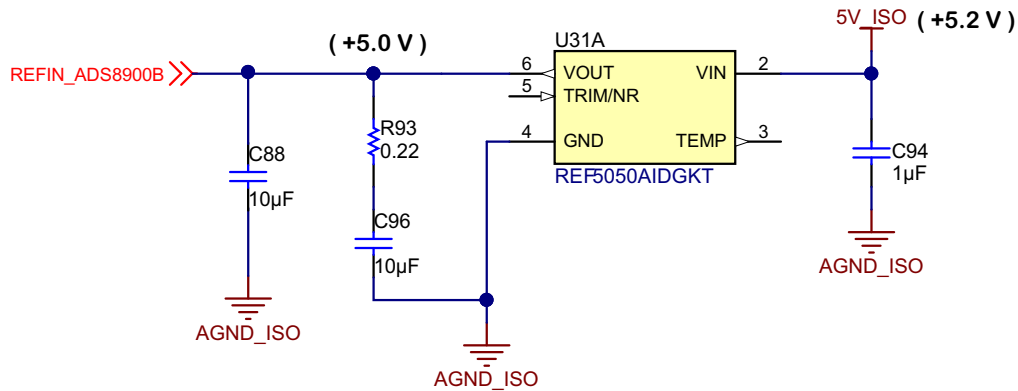 5V_ISO
( +5.2 V )
( +5.0 V )
U31A
REFIN_ADS8900B
6
VOUT
VIN
2
5
TRIM/NR
4
GND
TEMP
3
R93
0.22
C88
10µF
REF5050AIDGKT
C94
1µF
C96
10µF
AGND_ISO
AGND_ISO
AGND_ISO